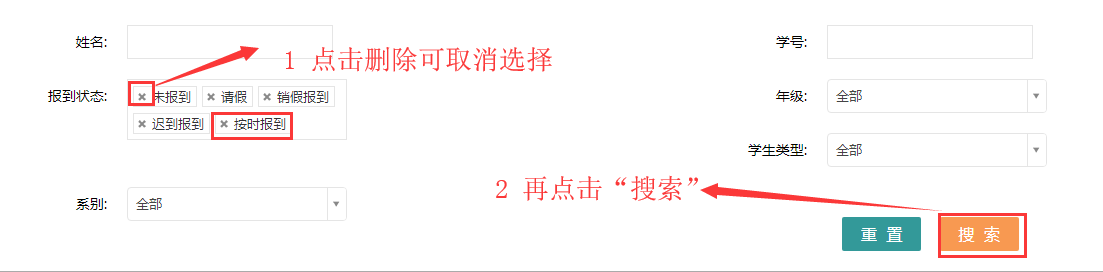 姓名:
学号:
1 点击删除可取消选择
报到状态: × 未报到 × 请假 × 销假报到
× 迟到报到 × 按时报到
年级: 全部
学生类型: 全部
2 再点击“搜索”
系别: 全部
重 置 搜 索